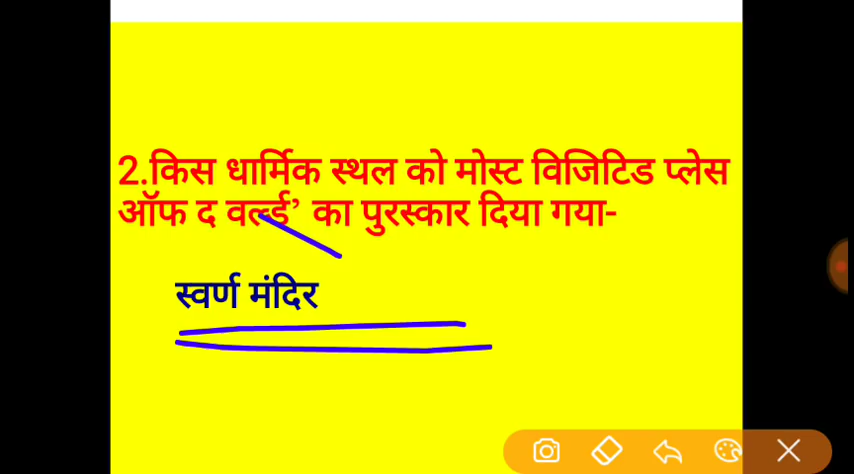 2.किस धार्मिक स्थल को मोस्ट विजिटिड प्लेस
ऑफ द वर्ल्ड’ का पुरस्कार दिया गया-
स्वर्ण मंदिर